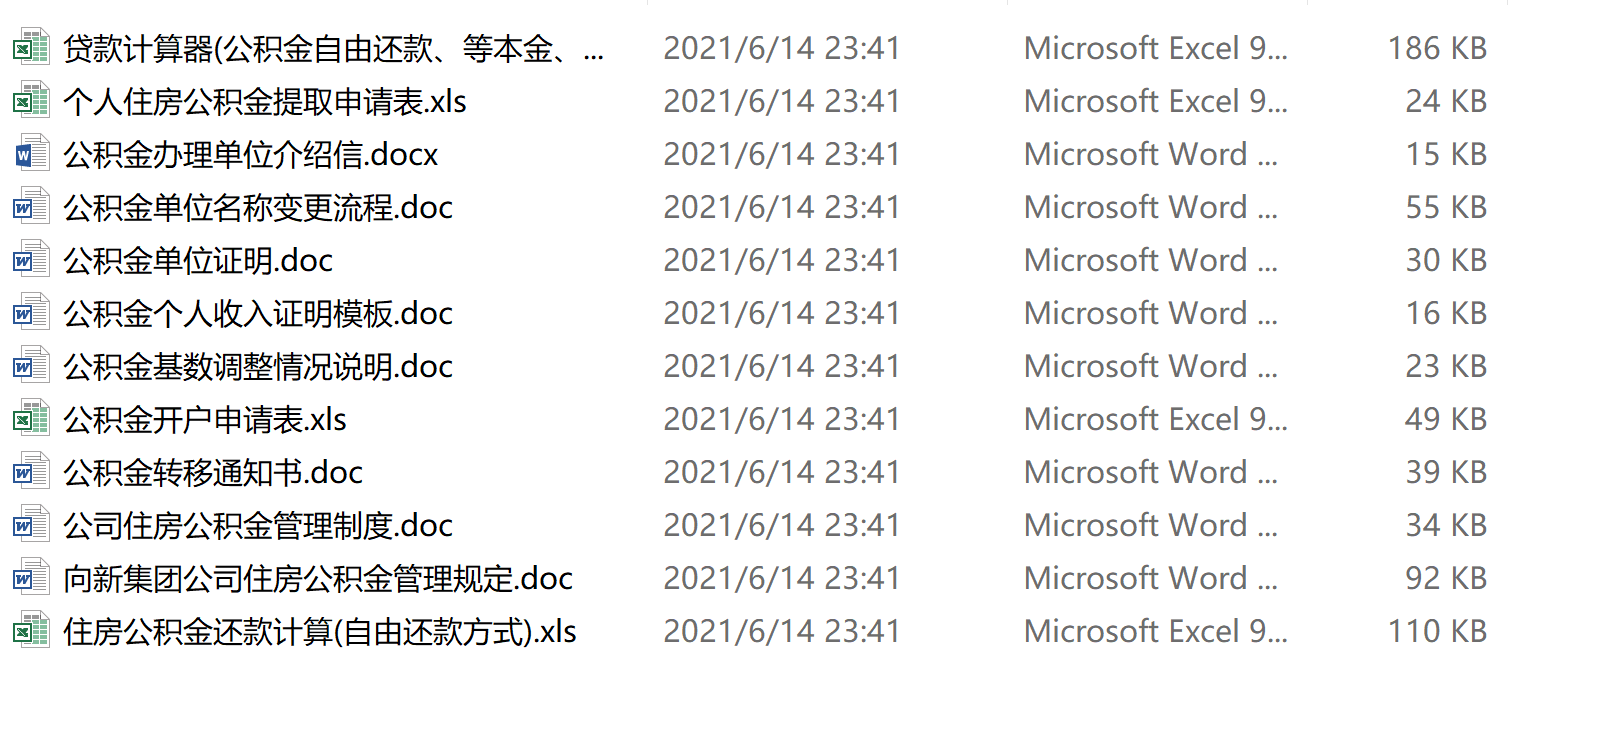 贷款计算器(公积金自由还款、等本金、... 2021/6/14 23:41 Microsoft Excel 9... 186 KB
个人住房公积金提取申请表.xls 2021/6/14 23:41 Microsoft Excel 9... 24 KB
公积金办理单位介绍信.docx 2021/6/14 23:41 Microsoft Word ... 15 KB
公积金单位名称变更流程.doc 2021/6/14 23:41 Microsoft Word ... 55 KB
公积金单位证明.doc 2021/6/14 23:41 Microsoft Word ... 30 KB
公积金个人收入证明模板.doc 2021/6/14 23:41 Microsoft Word ... 16 KB
公积金基数调整情况说明.doc 2021/6/14 23:41 Microsoft Word ... 23 KB
公积金开户申请表.xls 2021/6/14 23:41 Microsoft Excel 9... 49 KB
公积金转移通知书.doc 2021/6/14 23:41 Microsoft Word ... 39 KB
公司住房公积金管理制度.doc 2021/6/14 23:41 Microsoft Word ... 34 KB
向新集团公司住房公积金管理规定.doc 2021/6/14 23:41 Microsoft Word ... 92 KB
住房公积金还款计算(自由还款方式).xls 2021/6/14 23:41 Microsoft Excel 9... 110 KB